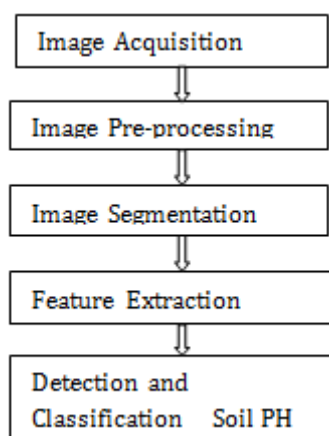 Image Acquisition
Image Pre-processing
Image Segmentation
Feature Extraction
Detection and
Classification Soil PH